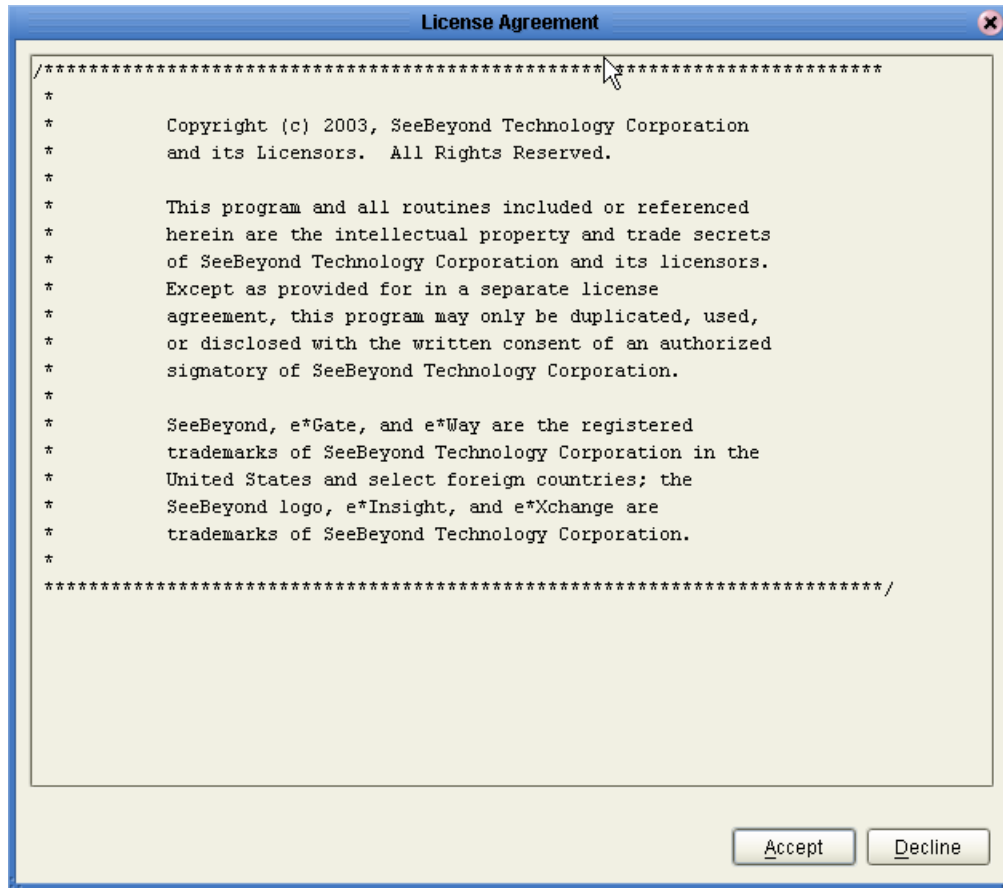 License Agreement
/***************************************************************************
*
* Copyright (c) 2003, SeeBeyond Technology Corporation
* and its Licensors. All Rights Reserved.
*
* This program and all routines included or referenced
* herein are the intellectual property and trade secrets
* of SeeBeyond Technology Corporation and its licensors.
* Except as provided for in a separate license
* agreement, this program may only be duplicated, used,
* or disclosed with the written consent of an authorized
* signatory of SeeBeyond Technology Corporation.
*
* SeeBeyond, e*Gate, and e*Way are the registered
* trademarks of SeeBeyond Technology Corporation in the
* United States and select foreign countries; the
* SeeBeyond logo, e*Insight, and e*Xchange are
* trademarks of SeeBeyond Technology Corporation.
*
***************************************************************************/
Accept
Decline